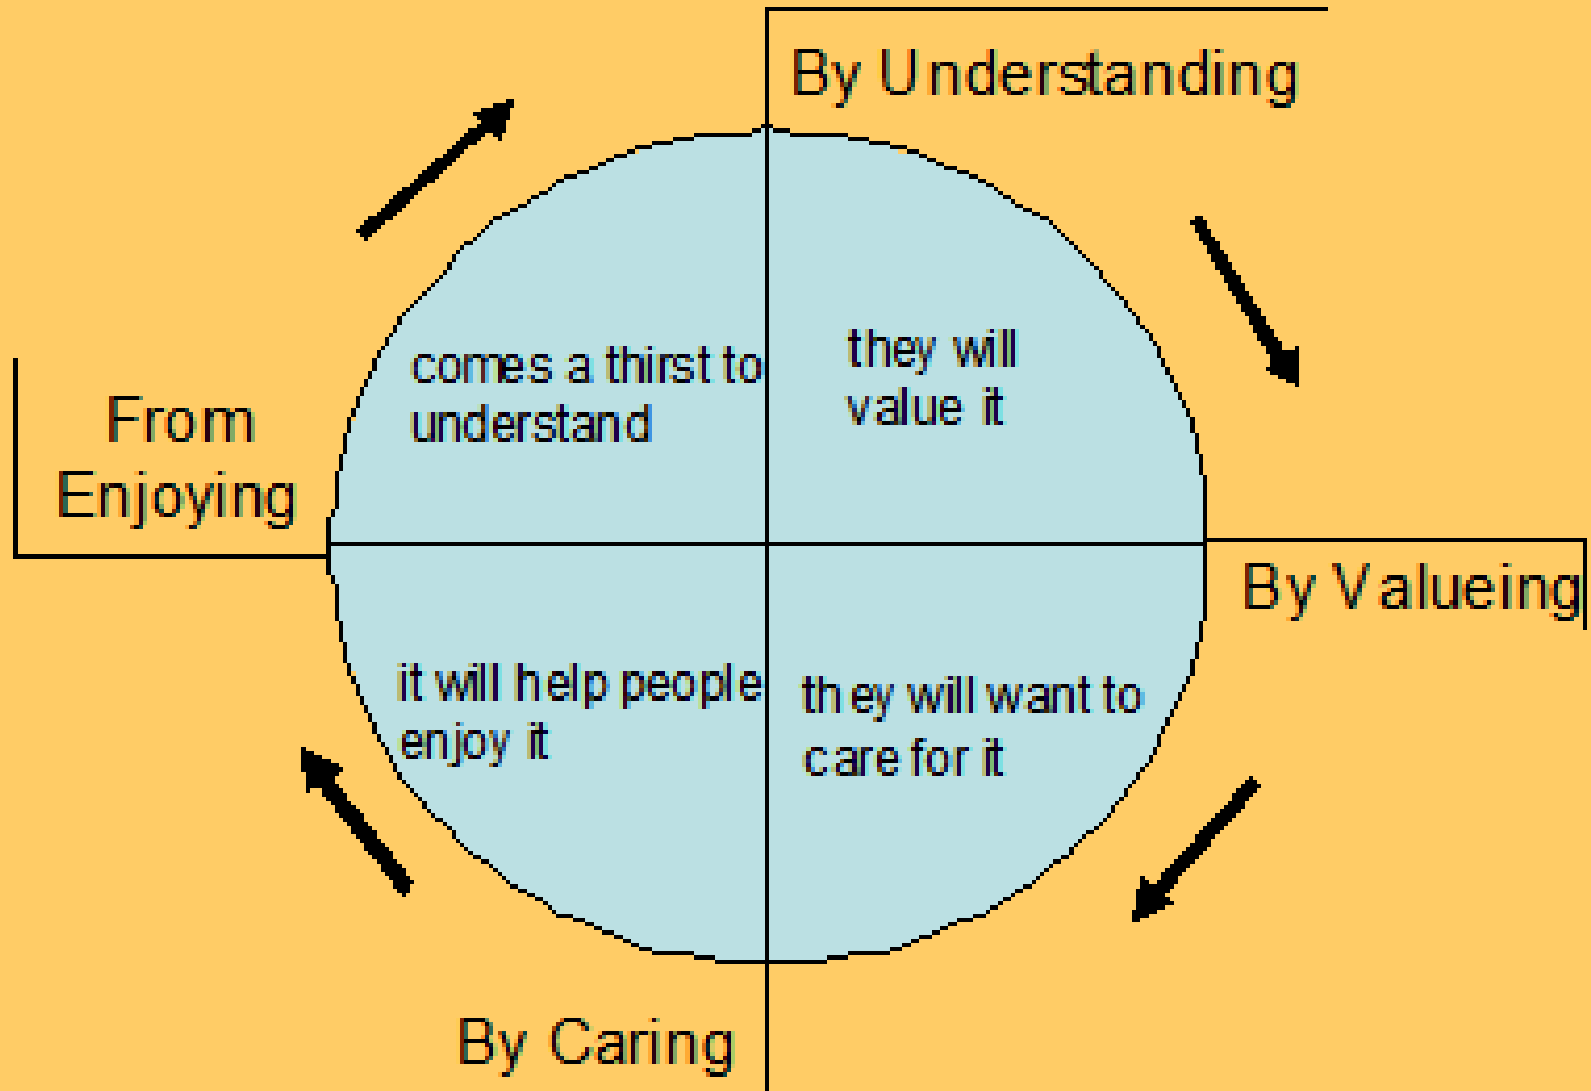 By Understanding
they will
value it
By Valueing
they will want to
care for it
By Caring
it will help people
enjoy it
From
Enjoying
comes a thirst to
understand